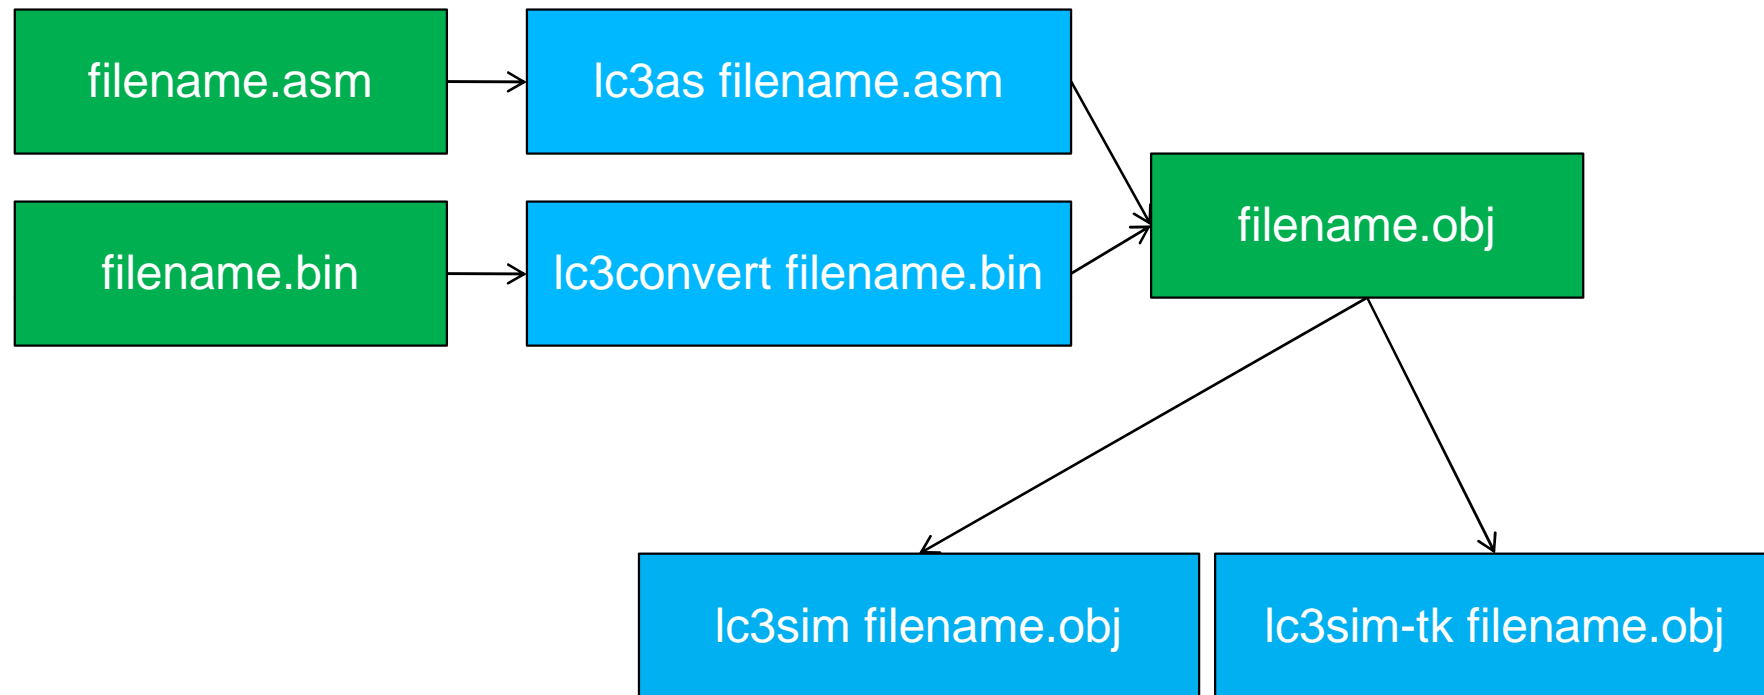 filename.asm
lc3as filename.asm
filename.bin
lc3convert filename.bin
filename.obj
lc3sim filename.obj
lc3sim-tk filename.obj